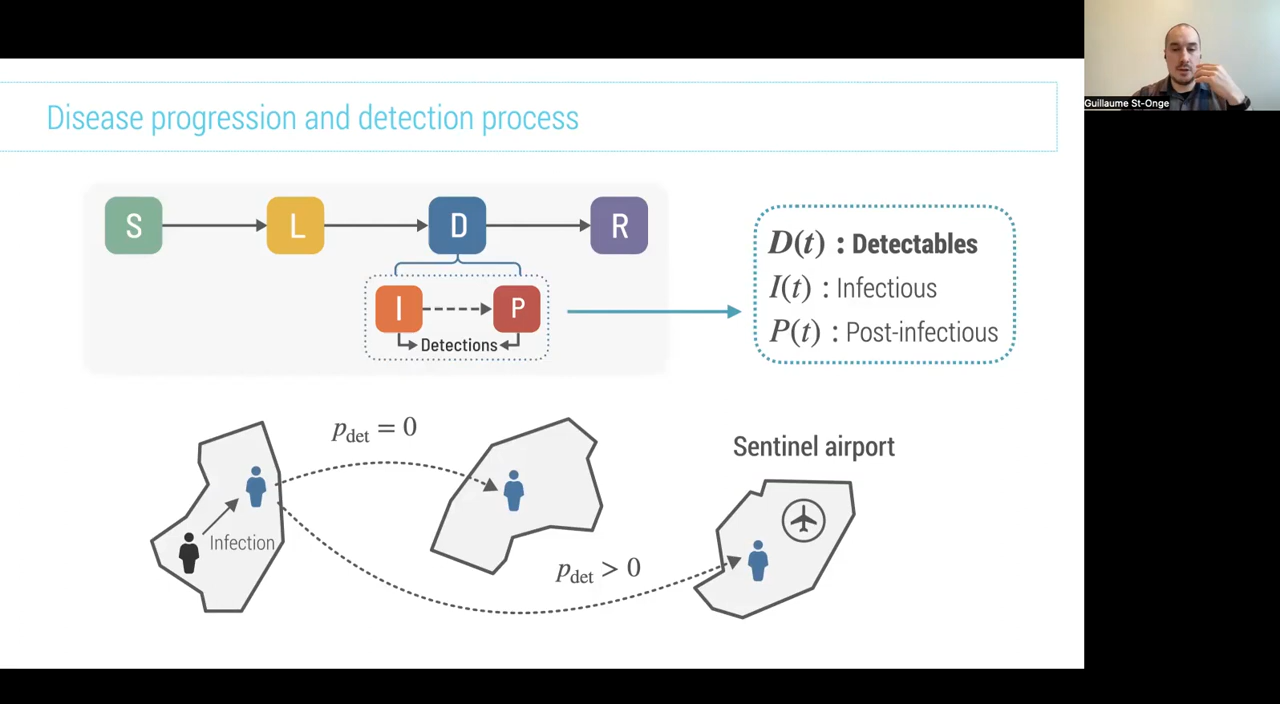 Guillaume St-Onge
Disease progression and detection process
S L D R
I P
Detections
D(t) : Detectables
I(t) : Infectious
P(t) : Post-infectious
p_det = 0
Sentinel airport
Infection
p_det > 0